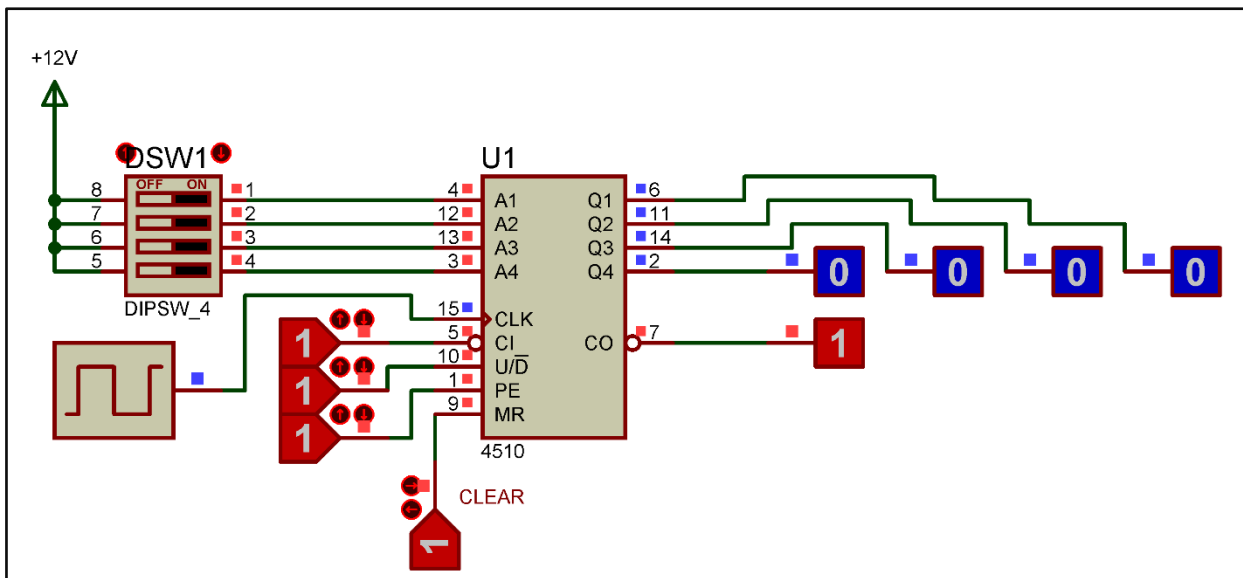 +12V
DSW1
OFF ON
8 1
7 2
6 3
5 4
DIPSW_4
U1
4 A1 Q1 6
12 A2 Q2 11
13 A3 Q3 14
3 A4 Q4 2
0 0 0 0
15 CLK
1 5 CI CO 7 1
1 10 U/D̅
1 1 PE
9 MR
4510
CLEAR
1